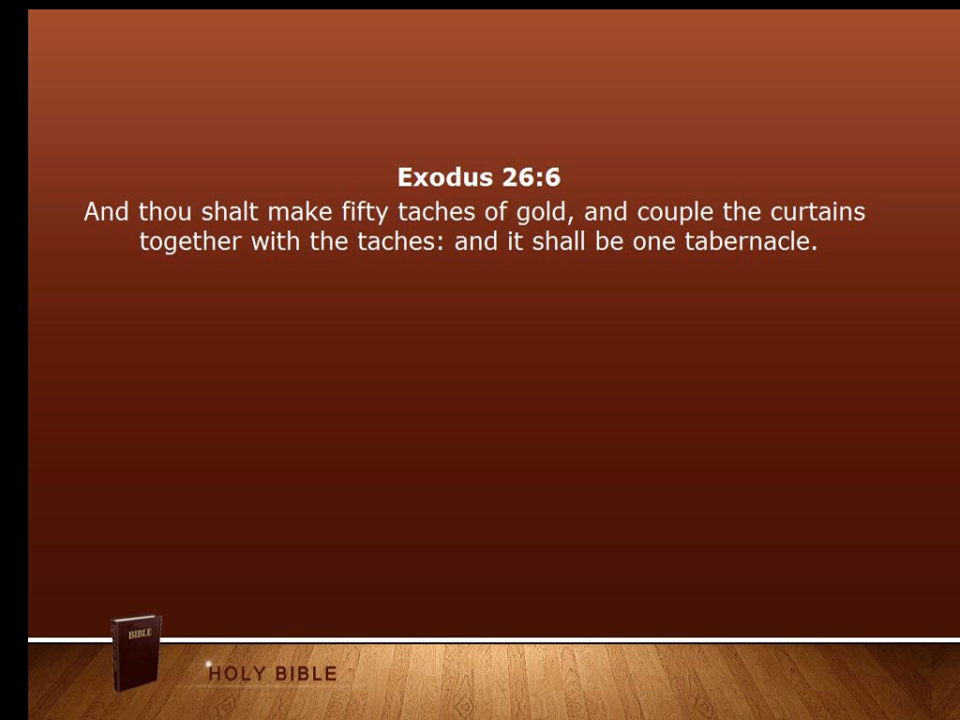 Exodus 26:6
And thou shalt make fifty taches of gold, and couple the curtains
together with the taches: and it shall be one tabernacle.
BIBLE
HOLY BIBLE